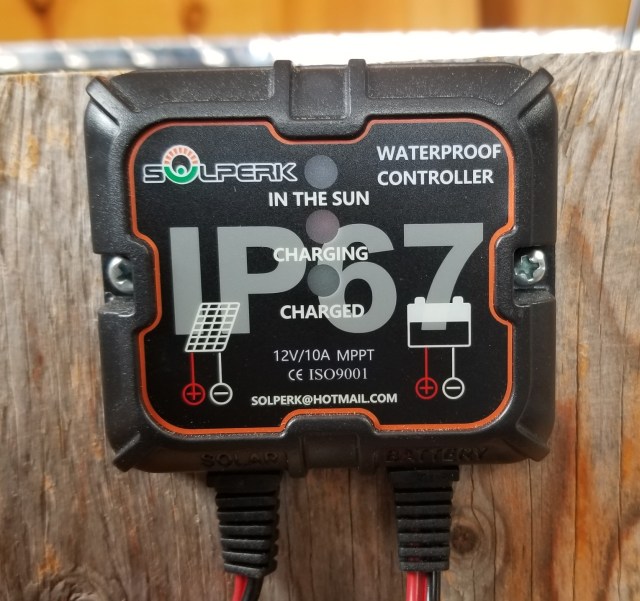 SOLPERK
WATERPROOF
CONTROLLER
IN THE SUN
IP67
CHARGING
CHARGED
12V/10A MPPT
CE ISO9001
SOLPERK@HOTMAIL.COM
+ − + −
SOLAR BATTERY